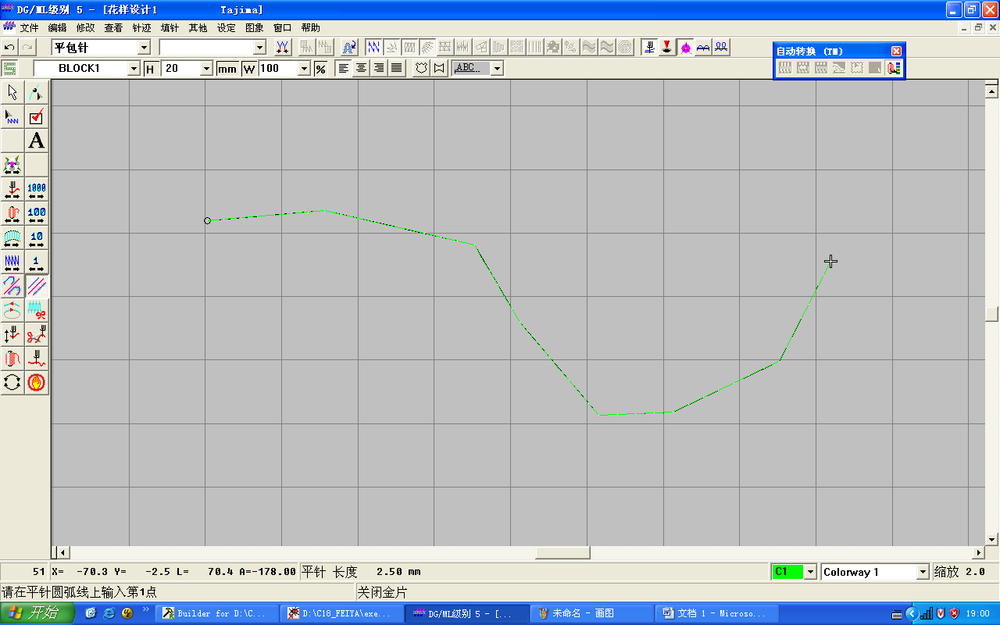 DG/ML级别 5 - [花样设计1 Tajima]
文件 编辑 修改 查看 针迹 填针 其他 设定 图象 窗口 帮助
平包针
自动转换 (TM)
BLOCK1 H 20 mm W 100 % ABC...
A
1000
100
10
1
51 X= -70.3 Y= -2.5 L= 70.4 A=-178.00 平针 长度 2.50 mm C1 Colorway 1 缩放 2.0
请在平针圆弧线上输入第1点 关闭金片
开始 » Builder for D:\C... D:\C18_FEIYA\exe... DG/ML级别 5 - [... 未命名 - 画图 文档 1 - Microso... 19:00